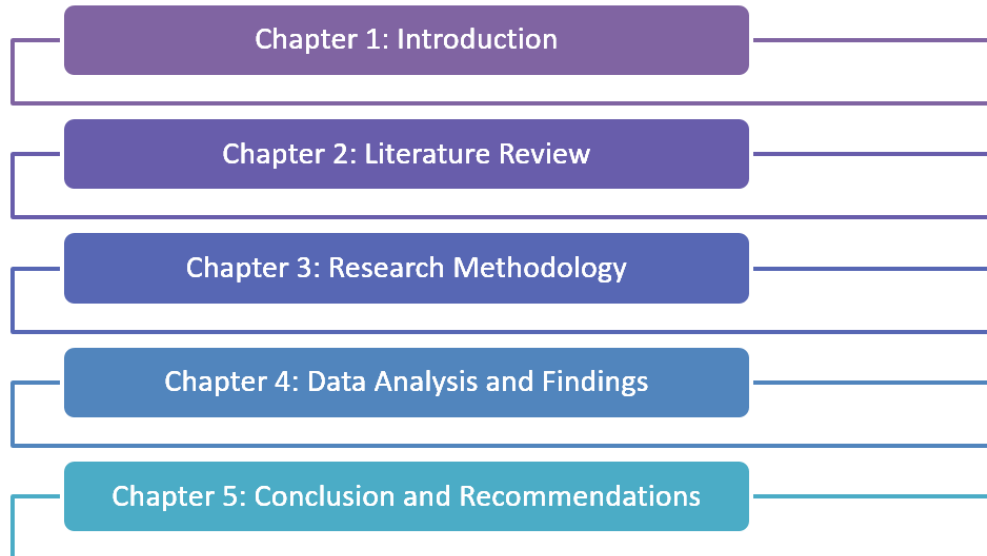 Chapter 1: Introduction
Chapter 2: Literature Review
Chapter 3: Research Methodology
Chapter 4: Data Analysis and Findings
Chapter 5: Conclusion and Recommendations